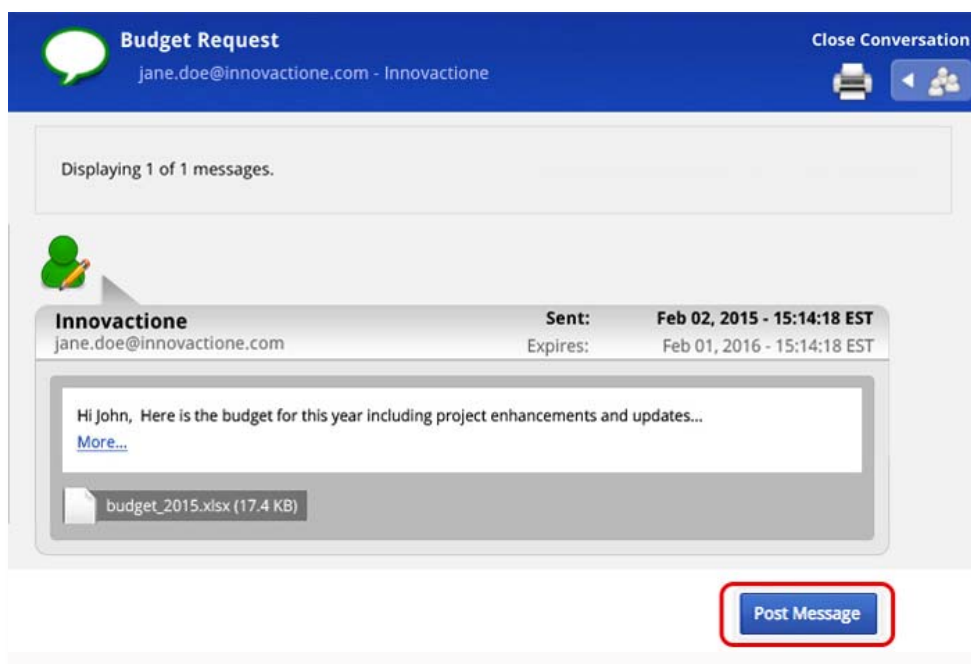 Budget Request
Close Conversation
jane.doe@innovactione.com - Innovactione
Displaying 1 of 1 messages.
Innovactione Sent: Feb 02, 2015 - 15:14:18 EST
jane.doe@innovactione.com Expires: Feb 01, 2016 - 15:14:18 EST
Hi John, Here is the budget for this year including project enhancements and updates...
More...
budget_2015.xlsx (17.4 KB)
Post Message